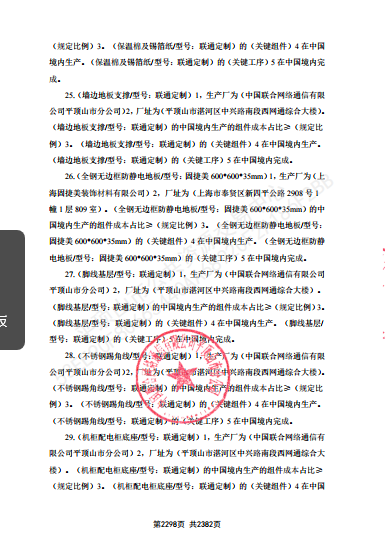 （规定比例）3。（保温棉及锡箔纸/型号：联通定制）的（关键组件）4在中国
境内生产。（保温棉及锡箔纸/型号：联通定制）的（关键工序）5在中国境内完
成。
25.（墙边地板支撑/型号：联通定制）1，生产厂为（中国联合网络通信有限
公司平顶山市分公司）2，厂址为（平顶山市湛河区中兴路南段西网通综合大楼）。
（墙边地板支撑/型号：联通定制）的中国境内生产的组件成本占比≥（规定比
例）3。（墙边地板支撑/型号：联通定制）的（关键组件）4在中国境内生产。
（墙边地板支撑/型号：联通定制）的（关键工序）5在中国境内完成。
26.（全钢无边框防静电地板/型号：固捷美 600*600*35mm）1，生产厂为（上
海固捷美装饰材料有限公司）2，厂址为（上海市奉贤区新四平公路 2908 号 1
幢 1 层 809 室）。（全钢无边框防静电地板/型号：固捷美 600*600*35mm）的中
国境内生产的组件成本占比≥（规定比例）3。（全钢无边框防静电地板/型号：
固捷美 600*600*35mm）的（关键组件）4在中国境内生产。（全钢无边框防静
电地板/型号：固捷美 600*600*35mm）的（关键工序）5在中国境内完成。
27.（脚线基层/型号：联通定制）1，生产厂为（中国联合网络通信有限公司
平顶山市分公司）2，厂址为（平顶山市湛河区中兴路南段西网通综合大楼）。
（脚线基层/型号：联通定制）的中国境内生产的组件成本占比≥（规定比例）3。
（脚线基层/型号：联通定制）的（关键组件）4在中国境内生产。（脚线基层/
型号：联通定制）的（关键工序）5在中国境内完成。
28.（不锈钢踢角线/型号：联通定制）1，生产厂为（中国联合网络通信有限
公司平顶山市分公司）2，厂址为（平顶山市湛河区中兴路南段西网通综合大楼）。
（不锈钢踢角线/型号：联通定制）的中国境内生产的组件成本占比≥（规定比
例）3。（不锈钢踢角线/型号：联通定制）的（关键组件）4在中国境内生产。
（不锈钢踢角线/型号：联通定制）的（关键工序）5在中国境内完成。
29.（机柜配电柜底座/型号：联通定制）1，生产厂为（中国联合网络通信有
限公司平顶山市分公司）2，厂址为（平顶山市湛河区中兴路南段西网通综合大
楼）。（机柜配电柜底座/型号：联通定制）的中国境内生产的组件成本占比≥
（规定比例）3。（机柜配电柜底座/型号：联通定制）的（关键组件）4在中国
第2298页 共2382页